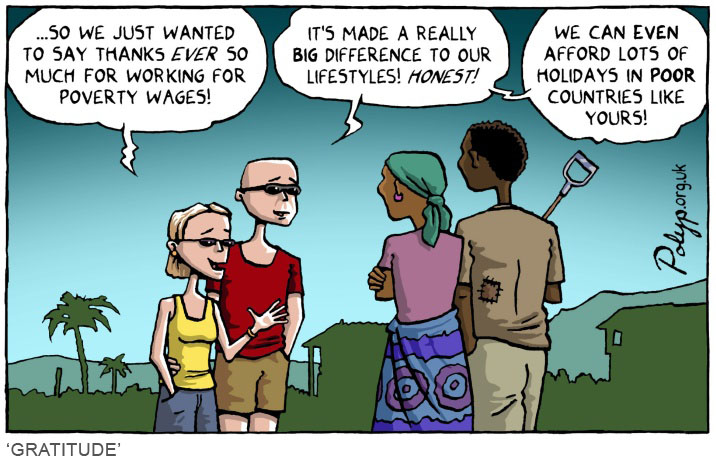 ...SO WE JUST WANTED
TO SAY THANKS EVER SO
MUCH FOR WORKING FOR
POVERTY WAGES!
IT'S MADE A REALLY
BIG DIFFERENCE TO OUR
LIFESTYLES! HONEST!
WE CAN EVEN
AFFORD LOTS OF
HOLIDAYS IN POOR
COUNTRIES LIKE
YOURS!
Polyp.org.uk
'GRATITUDE'